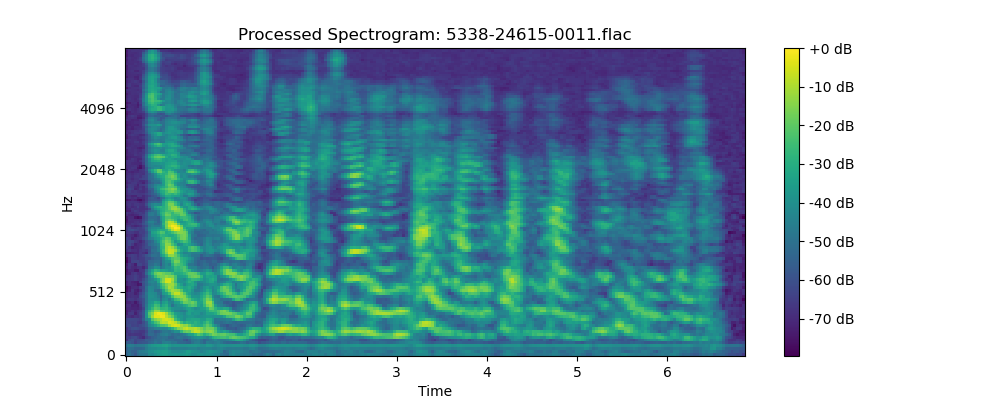 Processed Spectrogram: 5338-24615-0011.flac
Hz
4096
2048
1024
512
0
0 1 2 3 4 5 6
Time
+0 dB
-10 dB
-20 dB
-30 dB
-40 dB
-50 dB
-60 dB
-70 dB